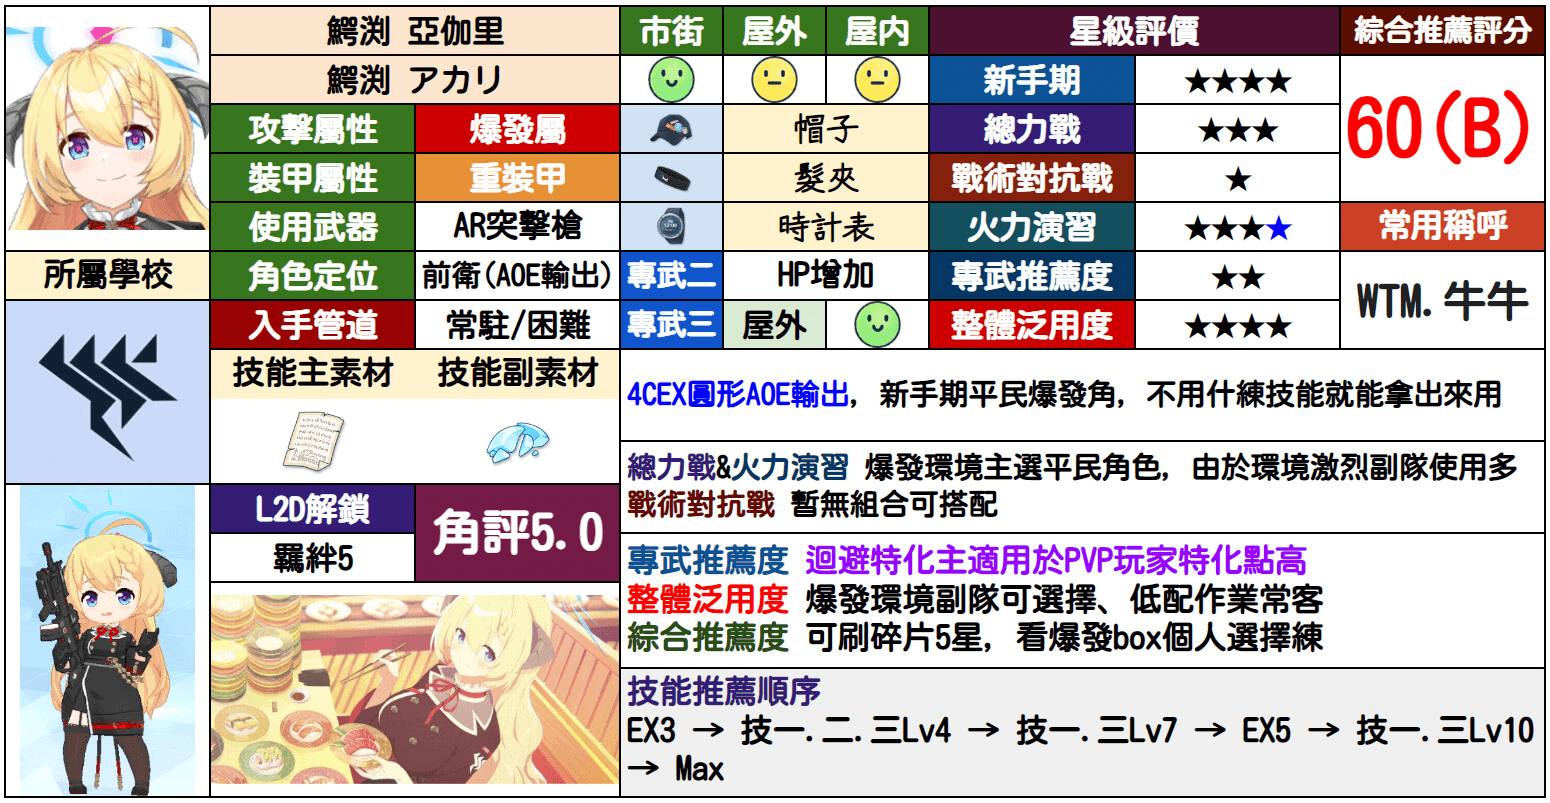 鰐渕 亞伽里
市街
屋外
屋内
星級評價
綜合推薦評分
鰐渕 アカリ
新手期
★★★★
60(B)
攻擊屬性
爆發屬
帽子
總力戰
★★★
裝甲屬性
重裝甲
髮夾
戰術對抗戰
★
使用武器
AR突擊槍
時計表
火力演習
★★★★
常用稱呼
所屬學校
角色定位
前衛(AOE輸出)
專武二
HP增加
專武推薦度
★★
WTM.牛牛
入手管道
常駐/困難
專武三
屋外
整體泛用度
★★★★
技能主素材
技能副素材
4CEX圓形AOE輸出, 新手期平民爆發角, 不用什練技能就能拿出來用
總力戰&火力演習 爆發環境主選平民角色, 由於環境激烈副隊使用多
戰術對抗戰 暫無組合可搭配
L2D解鎖
角評5.0
羈絆5
專武推薦度 迴避特化主適用於PVP玩家特化點高
整體泛用度 爆發環境副隊可選擇、低配作業常客
綜合推薦度 可刷碎片5星, 看爆發box個人選擇練
技能推薦順序
EX3 → 技一.二.三Lv4 → 技一.三Lv7 → EX5 → 技一.三Lv10
→ Max